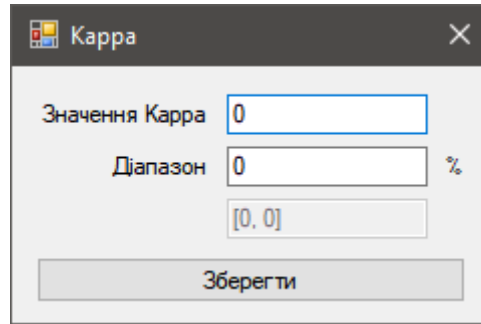 Kappa
Значення Kappa 0
Діапазон 0 %
[0, 0]
Зберегти